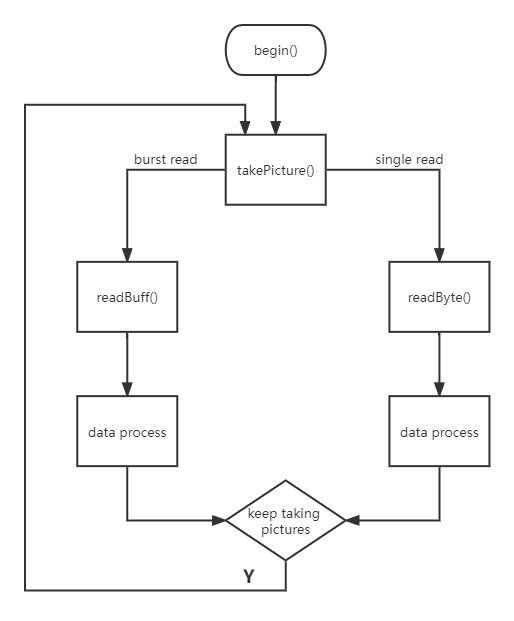 begin()
burst read
single read
takePicture()
readBuff()
readByte()
data process
data process
keep taking
pictures
Y